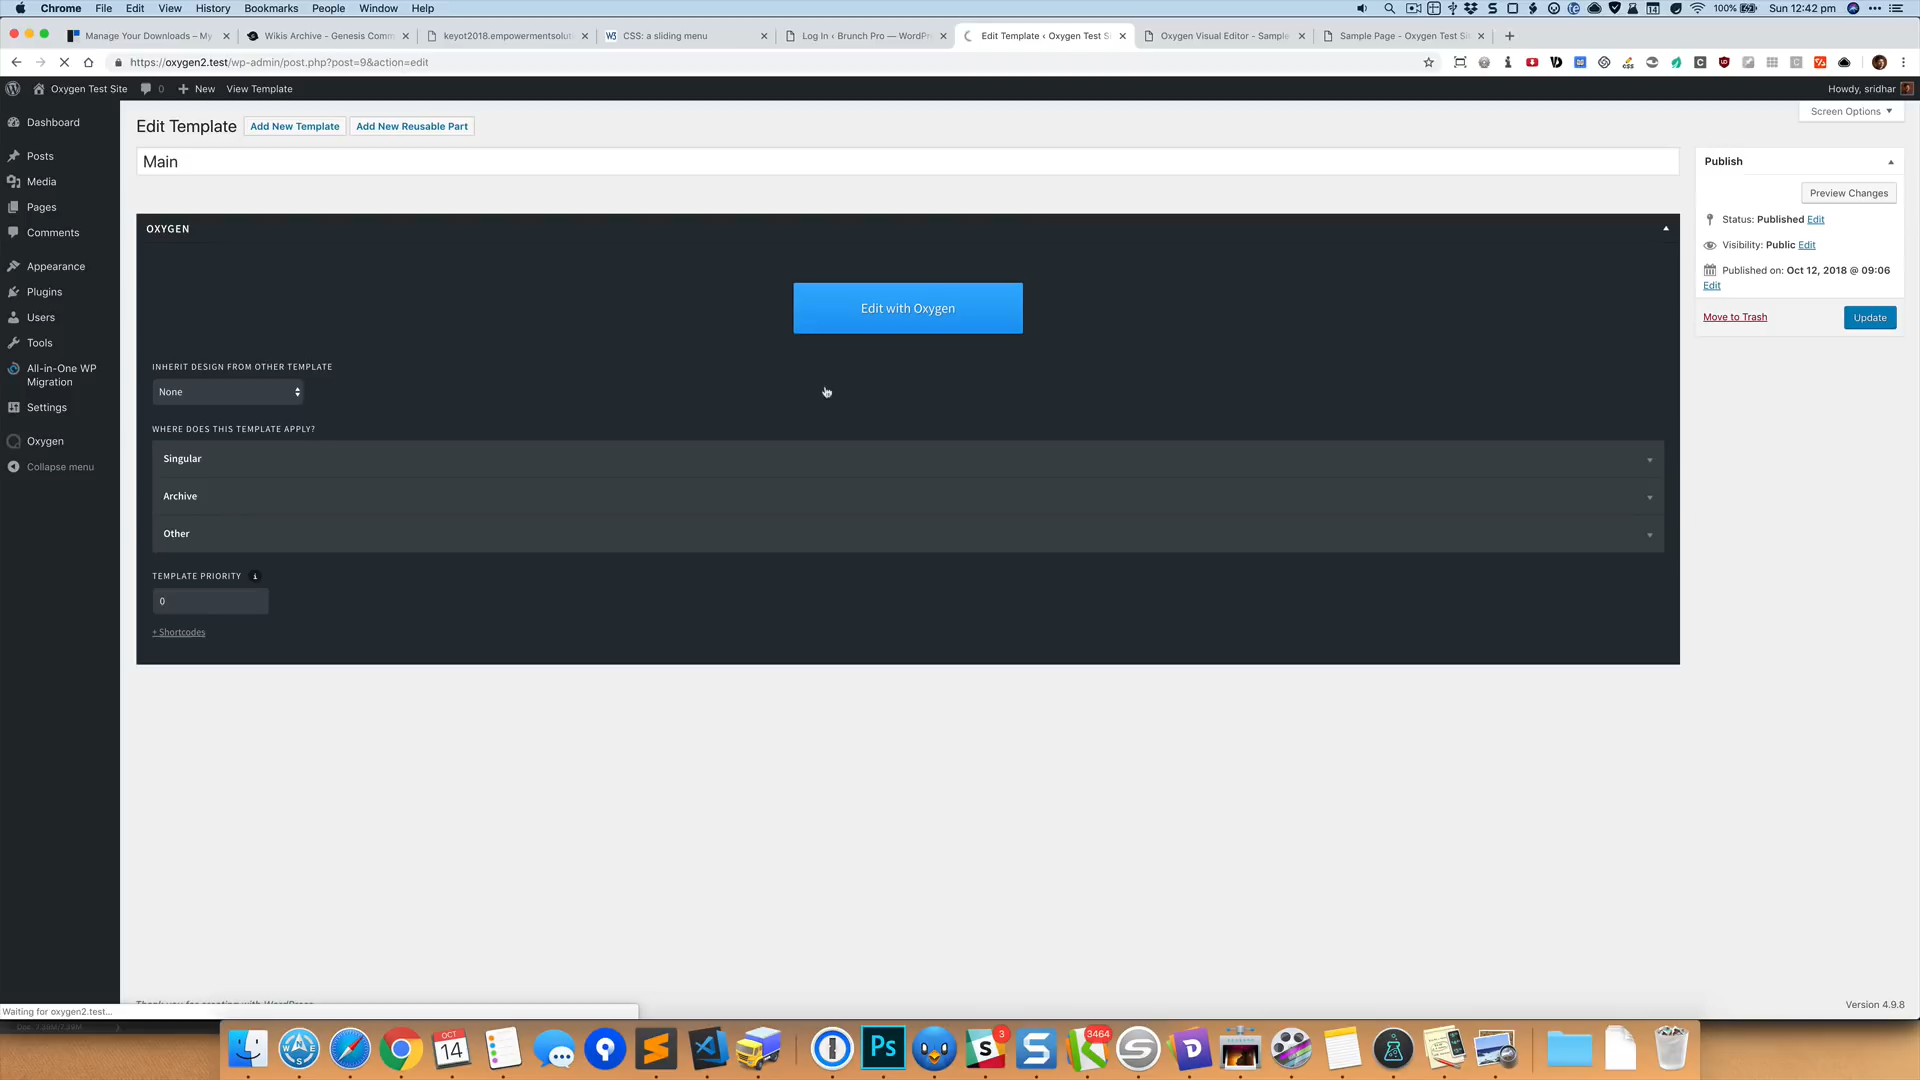 Chrome File Edit View History Bookmarks People Window Help
100% Sun 12:42 pm
Manage Your Downloads – My
Wikis Archive - Genesis Comm
keyot2018.empowermentsolut
CSS: a sliding menu
Log In ‹ Brunch Pro — WordPr
Edit Template ‹ Oxygen Test S
Oxygen Visual Editor - Sample
Sample Page - Oxygen Test Si
https://oxygen2.test/wp-admin/post.php?post=9&action=edit
Oxygen Test Site 0 New View Template
Howdy, sridhar
Dashboard
Posts
Media
Pages
Comments
Appearance
Plugins
Users
Tools
All-in-One WP
Migration
Settings
Oxygen
Collapse menu
Edit Template Add New Template Add New Reusable Part
Screen Options
Main
OXYGEN
Edit with Oxygen
INHERIT DESIGN FROM OTHER TEMPLATE
None
WHERE DOES THIS TEMPLATE APPLY?
Singular
Archive
Other
TEMPLATE PRIORITY i
0
+ Shortcodes
Publish
Preview Changes
Status: Published Edit
Visibility: Public Edit
Published on: Oct 12, 2018 @ 09:06
Edit
Move to Trash
Update
Version 4.9.8
Waiting for oxygen2.test...
OCT
14
Ps
3
3464